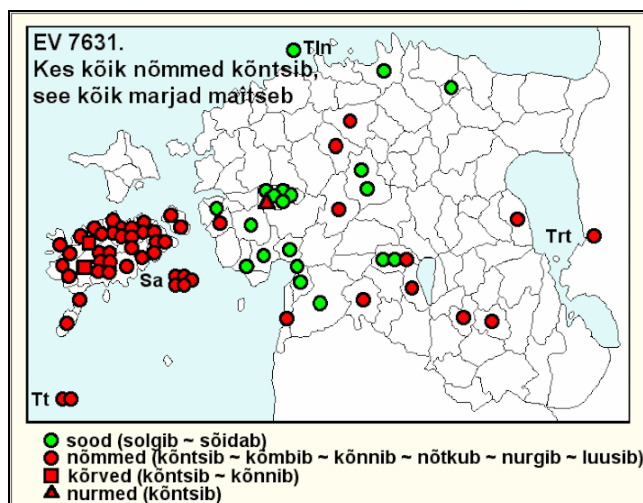 EV 7631.
Tln
Kes kõik nõmmed kõntsib,
see kõik marjad maitseb
Trt
Sa
Tt
sood (solgib ~ sõidab)
nõmmed (kõntsib ~ kõmbib ~ kõnnib ~ nõtkub ~ nurgib ~ luusib)
kõrved (kõntsib ~ kõnnib)
nurmed (kõntsib)